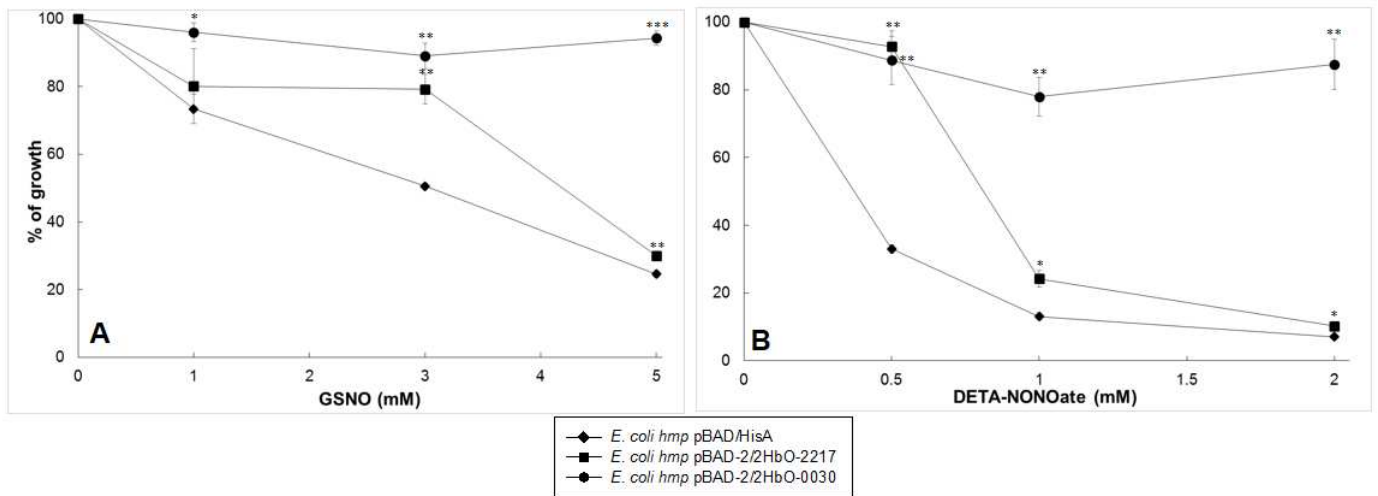 * ** ***
100
80
60
40
20
0
** **
% of growth
A
0 1 2 3 4 5
GSNO (mM)
** ** ** **
100
80
60
40
20
0
* *
B
0 0.5 1 1.5 2
DETA-NONOate (mM)
E. coli hmp pBAD/HisA
E. coli hmp pBAD-2/2HbO-2217
E. coli hmp pBAD-2/2HbO-0030